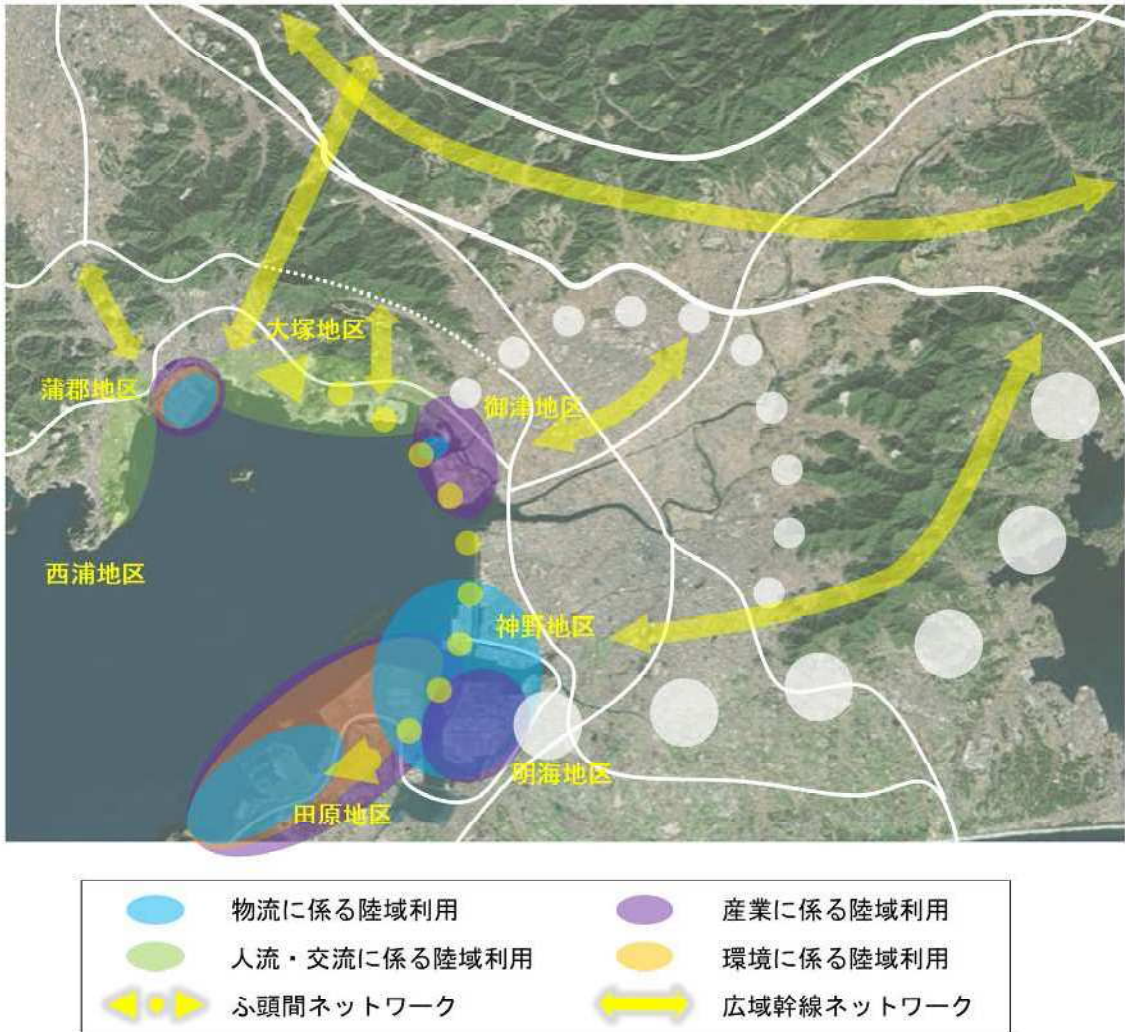 大塚地区
蒲郡地区
御津地区
西浦地区
神野地区
明海地区
田原地区
物流に係る陸域利用
産業に係る陸域利用
人流・交流に係る陸域利用
環境に係る陸域利用
ふ頭間ネットワーク
広域幹線ネットワーク